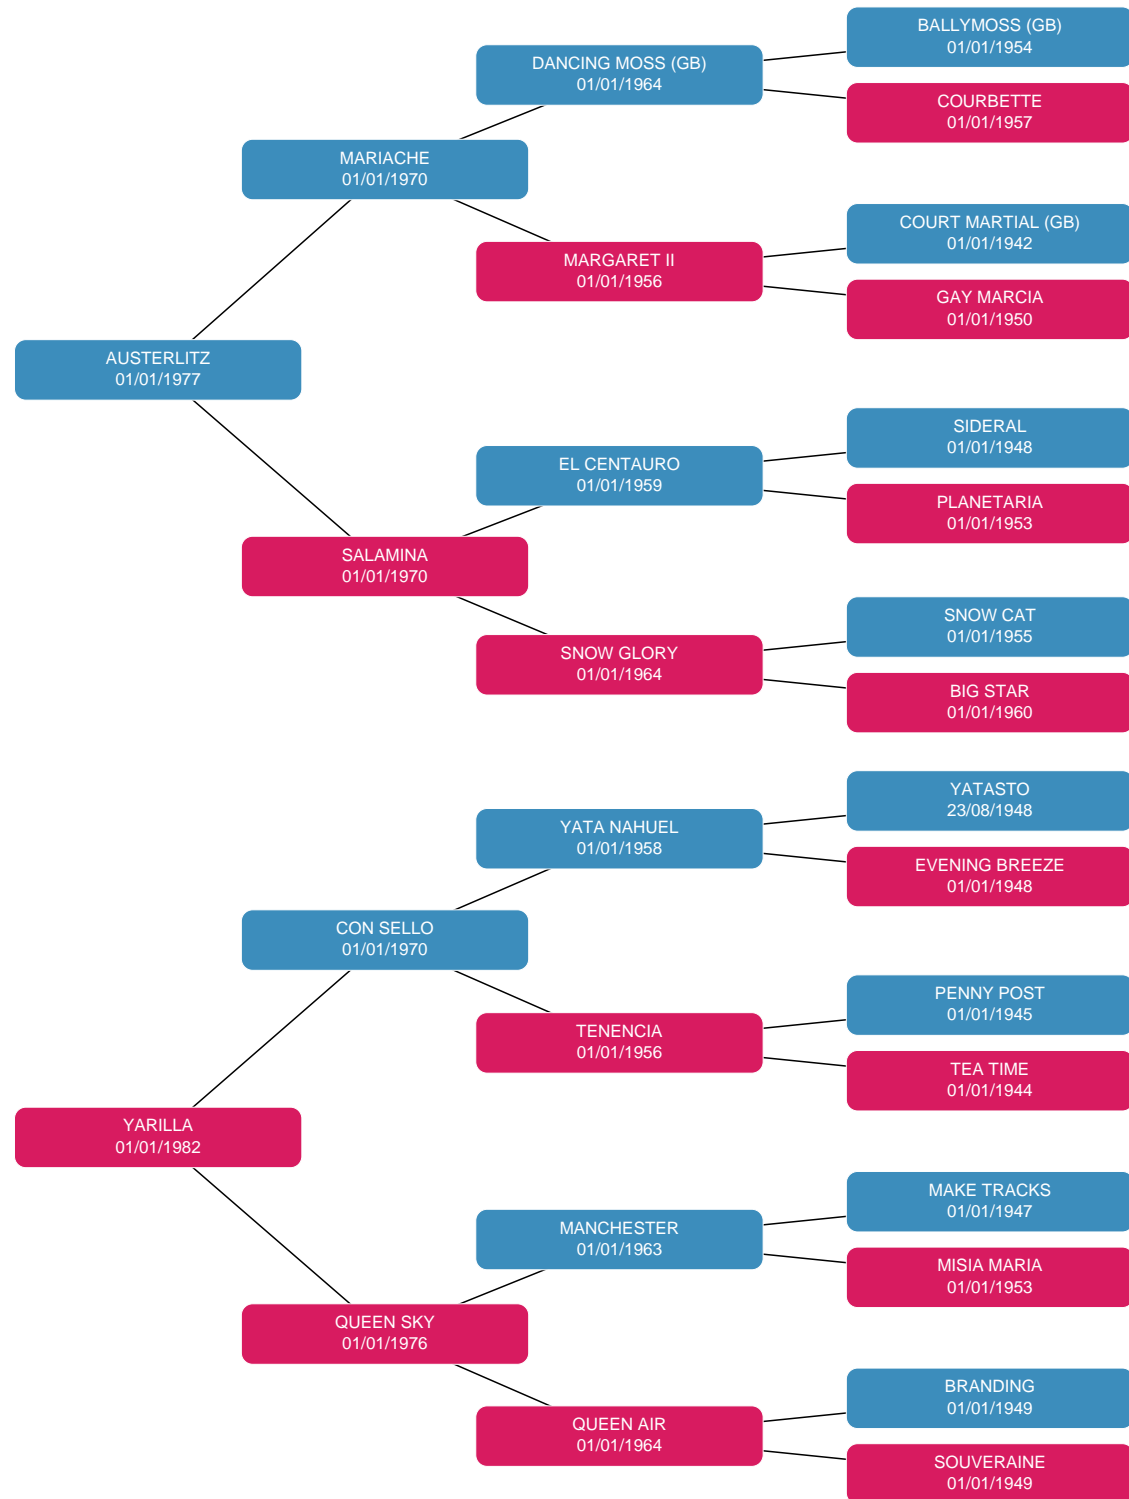 BALLYMOSS (GB)
01/01/1954
DANCING MOSS (GB)
01/01/1964
COURBETTE
01/01/1957
MARIACHE
01/01/1970
COURT MARTIAL (GB)
01/01/1942
MARGARET II
01/01/1956
GAY MARCIA
01/01/1950
AUSTERLITZ
01/01/1977
SIDERAL
01/01/1948
EL CENTAURO
01/01/1959
PLANETARIA
01/01/1953
SALAMINA
01/01/1970
SNOW CAT
01/01/1955
SNOW GLORY
01/01/1964
BIG STAR
01/01/1960
YATASTO
23/08/1948
YATA NAHUEL
01/01/1958
EVENING BREEZE
01/01/1948
CON SELLO
01/01/1970
PENNY POST
01/01/1945
TENENCIA
01/01/1956
TEA TIME
01/01/1944
YARILLA
01/01/1982
MAKE TRACKS
01/01/1947
MANCHESTER
01/01/1963
MISIA MARIA
01/01/1953
QUEEN SKY
01/01/1976
BRANDING
01/01/1949
QUEEN AIR
01/01/1964
SOUVERAINE
01/01/1949